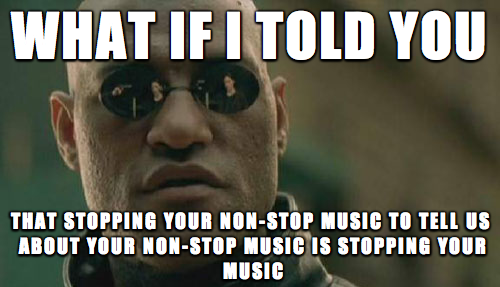 WHAT IF I TOLD YOU
THAT STOPPING YOUR NON-STOP MUSIC TO TELL US
ABOUT YOUR NON-STOP MUSIC IS STOPPING YOUR
MUSIC